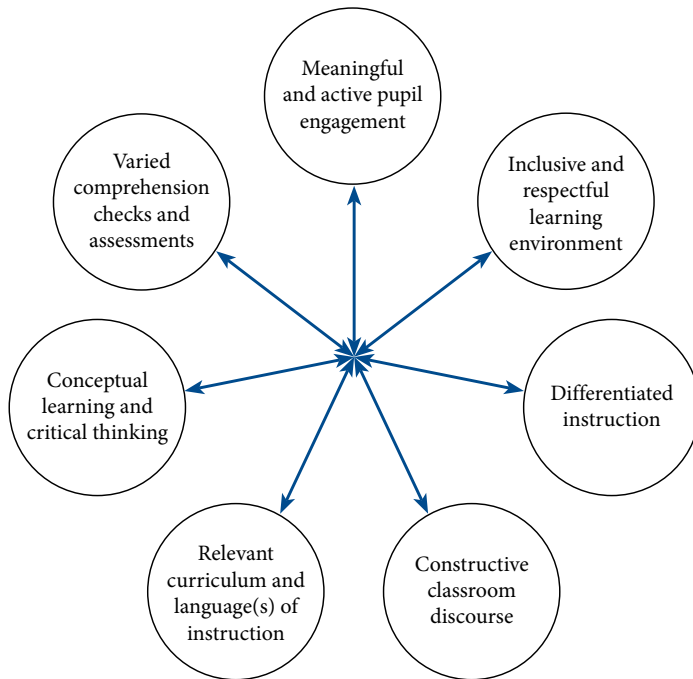 Meaningful
and active pupil
engagement
Inclusive and
respectful
learning
environment
Differentiated
instruction
Constructive
classroom
discourse
Relevant
curriculum and
language(s) of
instruction
Conceptual
learning and
critical thinking
Varied
comprehension
checks and
assessments